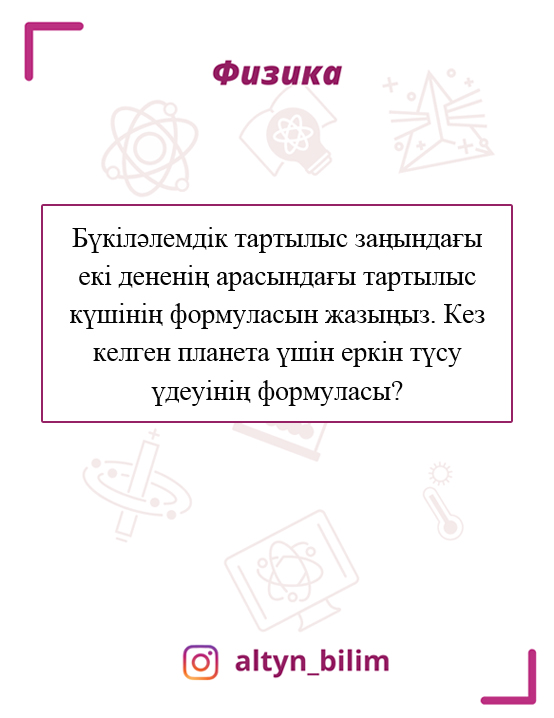 Физика
Бүкіләлемдік тартылыс заңындағы
екі дененің арасындағы тартылыс
күшінің формуласын жазыңыз. Кез
келген планета үшін еркін түсу
үдеуінің формуласы?
altyn_bilim